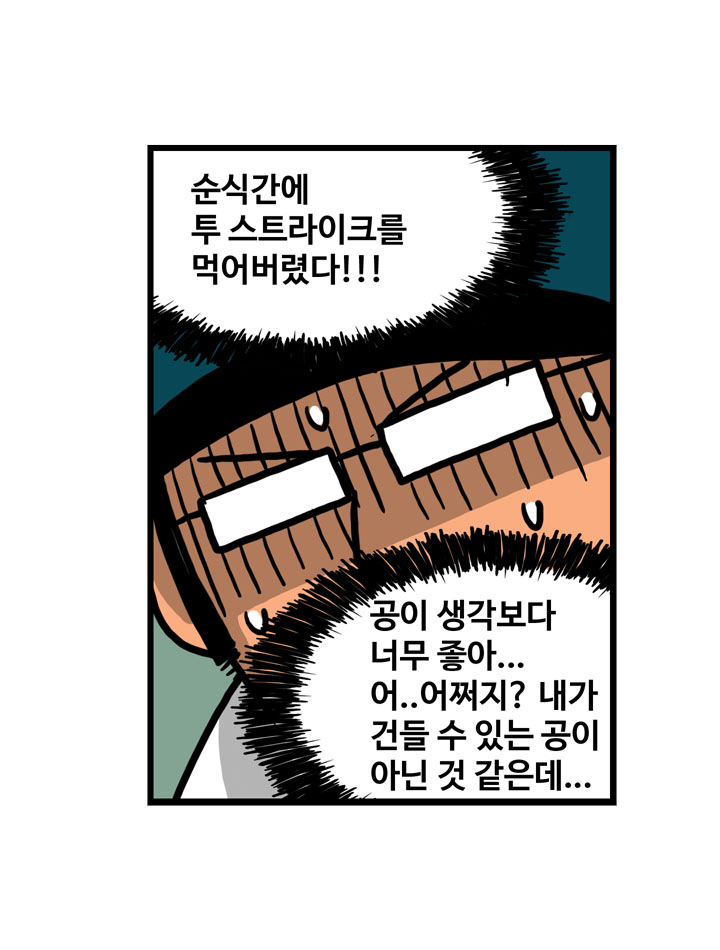 순식간에
투 스트라이크를
먹어버렸다!!!
공이 생각보다
너무 좋아...
어..어쩌지? 내가
건들 수 있는 공이
아닌 것 같은데...